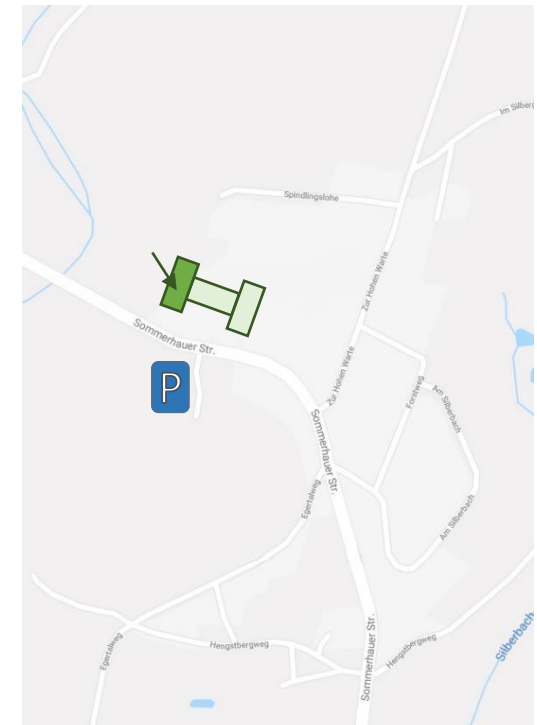 Im Silberg
Spindlingslohe
Zur Hohen Warte
Sommerhauer Str.
Zur Hohen Warte
P
Forstweg
Am Silberbach
Sommerhauer Str.
Egertalweg
Am Silberbach
Silberbach
Egertalweg
Hengstbergweg
Hengstbergweg
Sommerhauer Str.